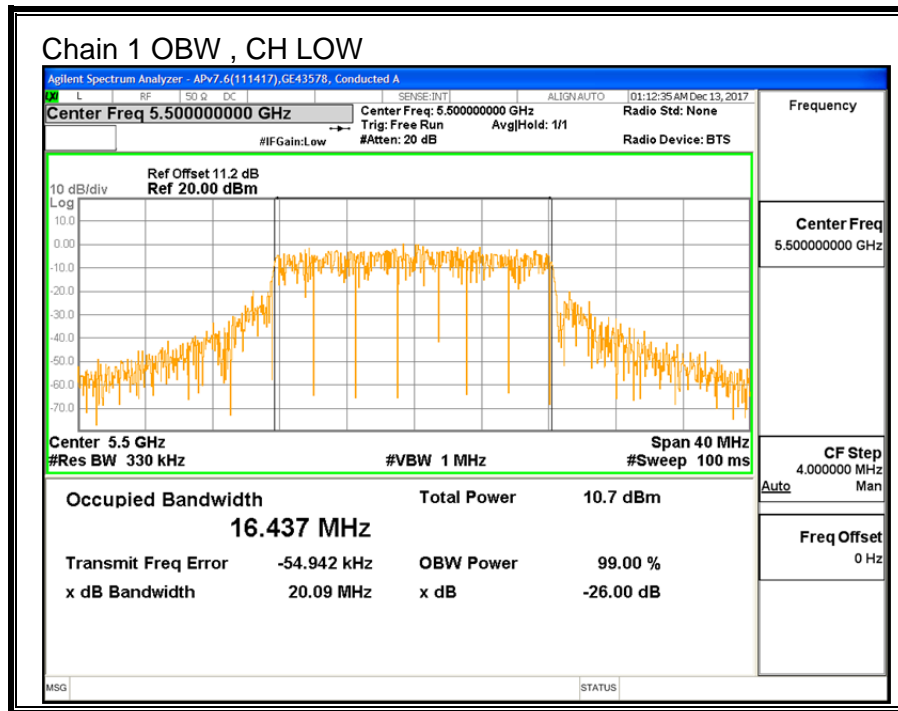 Chain 1 OBW , CH LOW
Agilent Spectrum Analyzer - APv7.6(111417),GE43578, Conducted A
LXI L RF 50 Ω DC SENSE:INT ALIGN AUTO 01:12:35 AM Dec 13, 2017
Center Freq 5.500000000 GHz
Center Freq: 5.500000000 GHz
Radio Std: None
Trig: Free Run Avg|Hold: 1/1
#IFGain:Low #Atten: 20 dB
Radio Device: BTS
Ref Offset 11.2 dB
10 dB/div Ref 20.00 dBm
Log
10.0
0.00
-10.0
-20.0
-30.0
-40.0
-50.0
-60.0
-70.0
Center 5.5 GHz Span 40 MHz
#Res BW 330 kHz #VBW 1 MHz #Sweep 100 ms
Occupied Bandwidth Total Power 10.7 dBm
16.437 MHz
Transmit Freq Error -54.942 kHz OBW Power 99.00 %
x dB Bandwidth 20.09 MHz x dB -26.00 dB
MSG STATUS
Frequency
Center Freq
5.500000000 GHz
CF Step
4.000000 MHz
Auto Man
Freq Offset
0 Hz